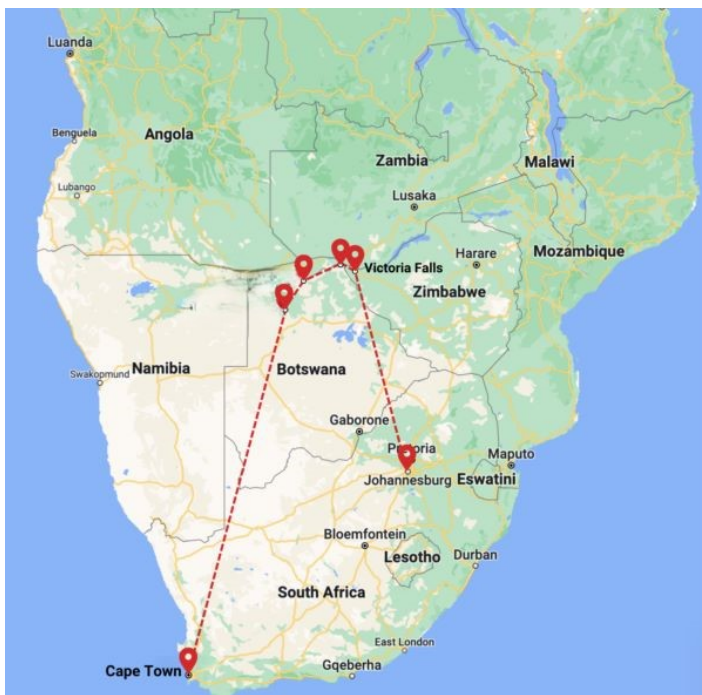 Luanda
Benguela
Angola
Zambia
Malawi
Lubango
Lusaka
Mozambique
Harare
Victoria Falls
Zimbabwe
Namibia
Botswana
Swakopmund
Gaborone
Maputo
Johannesburg
Eswatini
Bloemfontein
Lesotho
Durban
South Africa
East London
Cape Town
Gqeberha